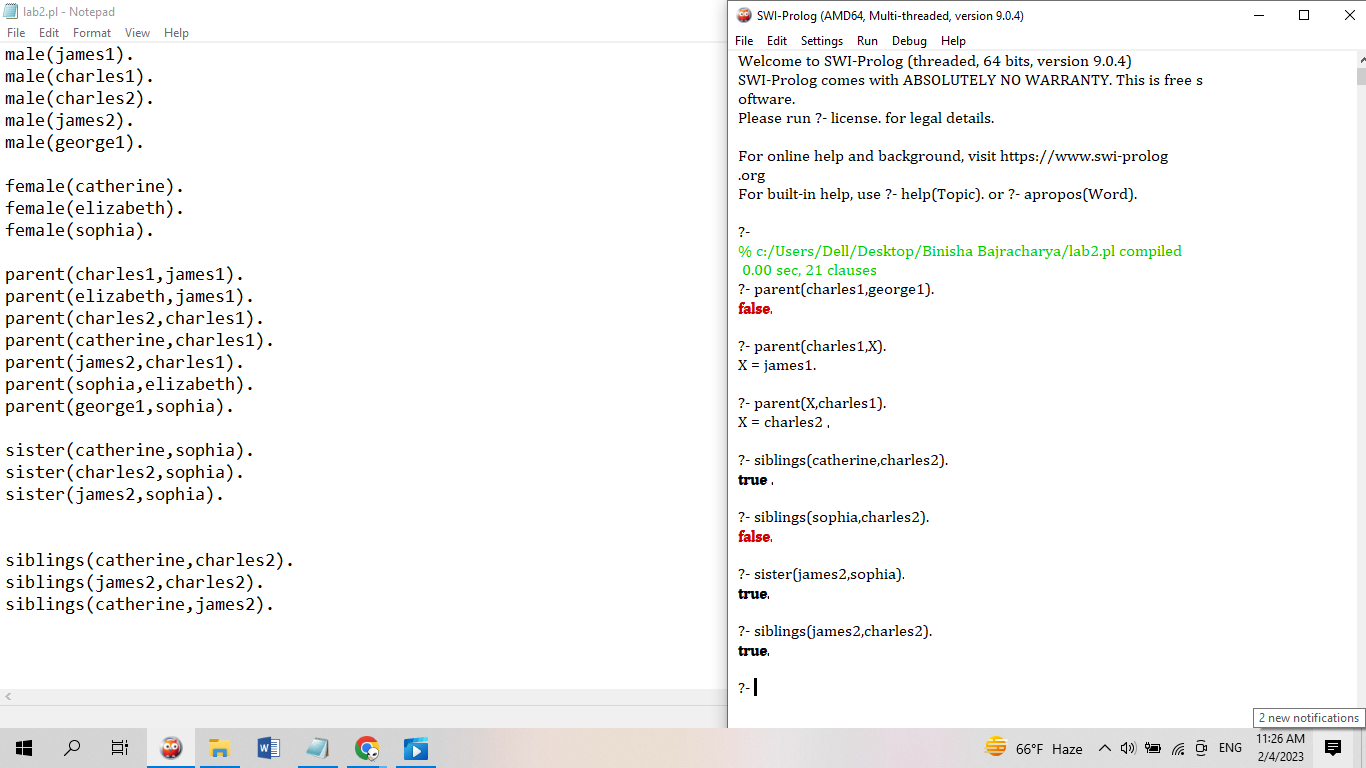 lab2.pl - Notepad
File Edit Format View Help
male(james1).
male(charles1).
male(charles2).
male(james2).
male(george1).
female(catherine).
female(elizabeth).
female(sophia).
parent(charles1,james1).
parent(elizabeth,james1).
parent(charles2,charles1).
parent(catherine,charles1).
parent(james2,charles1).
parent(sophia,elizabeth).
parent(george1,sophia).
sister(catherine,sophia).
sister(charles2,sophia).
sister(james2,sophia).
siblings(catherine,charles2).
siblings(james2,charles2).
siblings(catherine,james2).
SWI-Prolog (AMD64, Multi-threaded, version 9.0.4)
File Edit Settings Run Debug Help
Welcome to SWI-Prolog (threaded, 64 bits, version 9.0.4)
SWI-Prolog comes with ABSOLUTELY NO WARRANTY. This is free s
oftware.
Please run ?- license. for legal details.
For online help and background, visit https://www.swi-prolog
.org
For built-in help, use ?- help(Topic). or ?- apropos(Word).
?-
% c:/Users/Dell/Desktop/Binisha Bajracharya/lab2.pl compiled
0.00 sec, 21 clauses
?- parent(charles1,george1).
false.
?- parent(charles1,X).
X = james1.
?- parent(X,charles1).
X = charles2 .
?- siblings(catherine,charles2).
true .
?- siblings(sophia,charles2).
false.
?- sister(james2,sophia).
true.
?- siblings(james2,charles2).
true.
?-
2 new notifications
66°F Haze
ENG
11:26 AM
2/4/2023